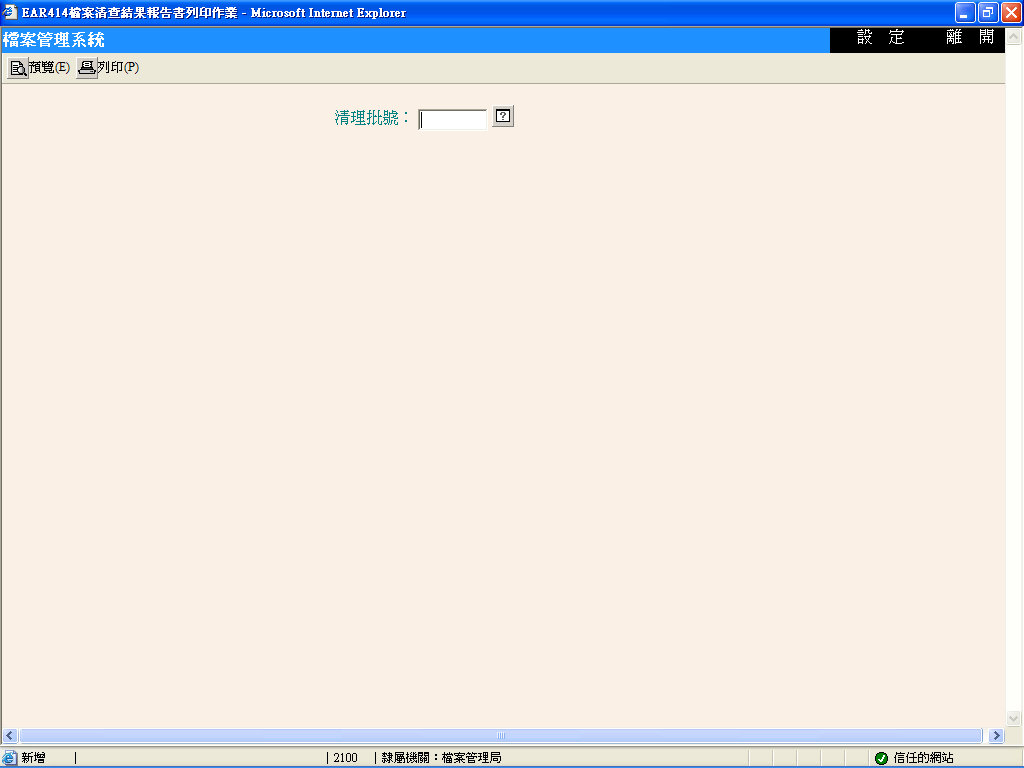 EAR414檔案清查結果報告書列印作業 - Microsoft Internet Explorer
檔案管理系統 設 定 離 開
預覽(E) 列印(P)
清理批號： ?
新增 | | 2100 | 隸屬機關：檔案管理局 信任的網站